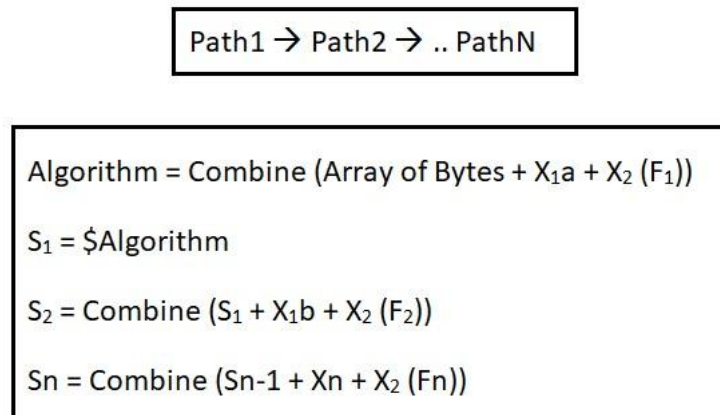 Path1 → Path2 → .. PathN
Algorithm = Combine (Array of Bytes + X₁a + X₂ (F₁))
S₁ = $Algorithm
S₂ = Combine (S₁ + X₁b + X₂ (F₂))
Sn = Combine (Sn-1 + Xn + X₂ (Fn))